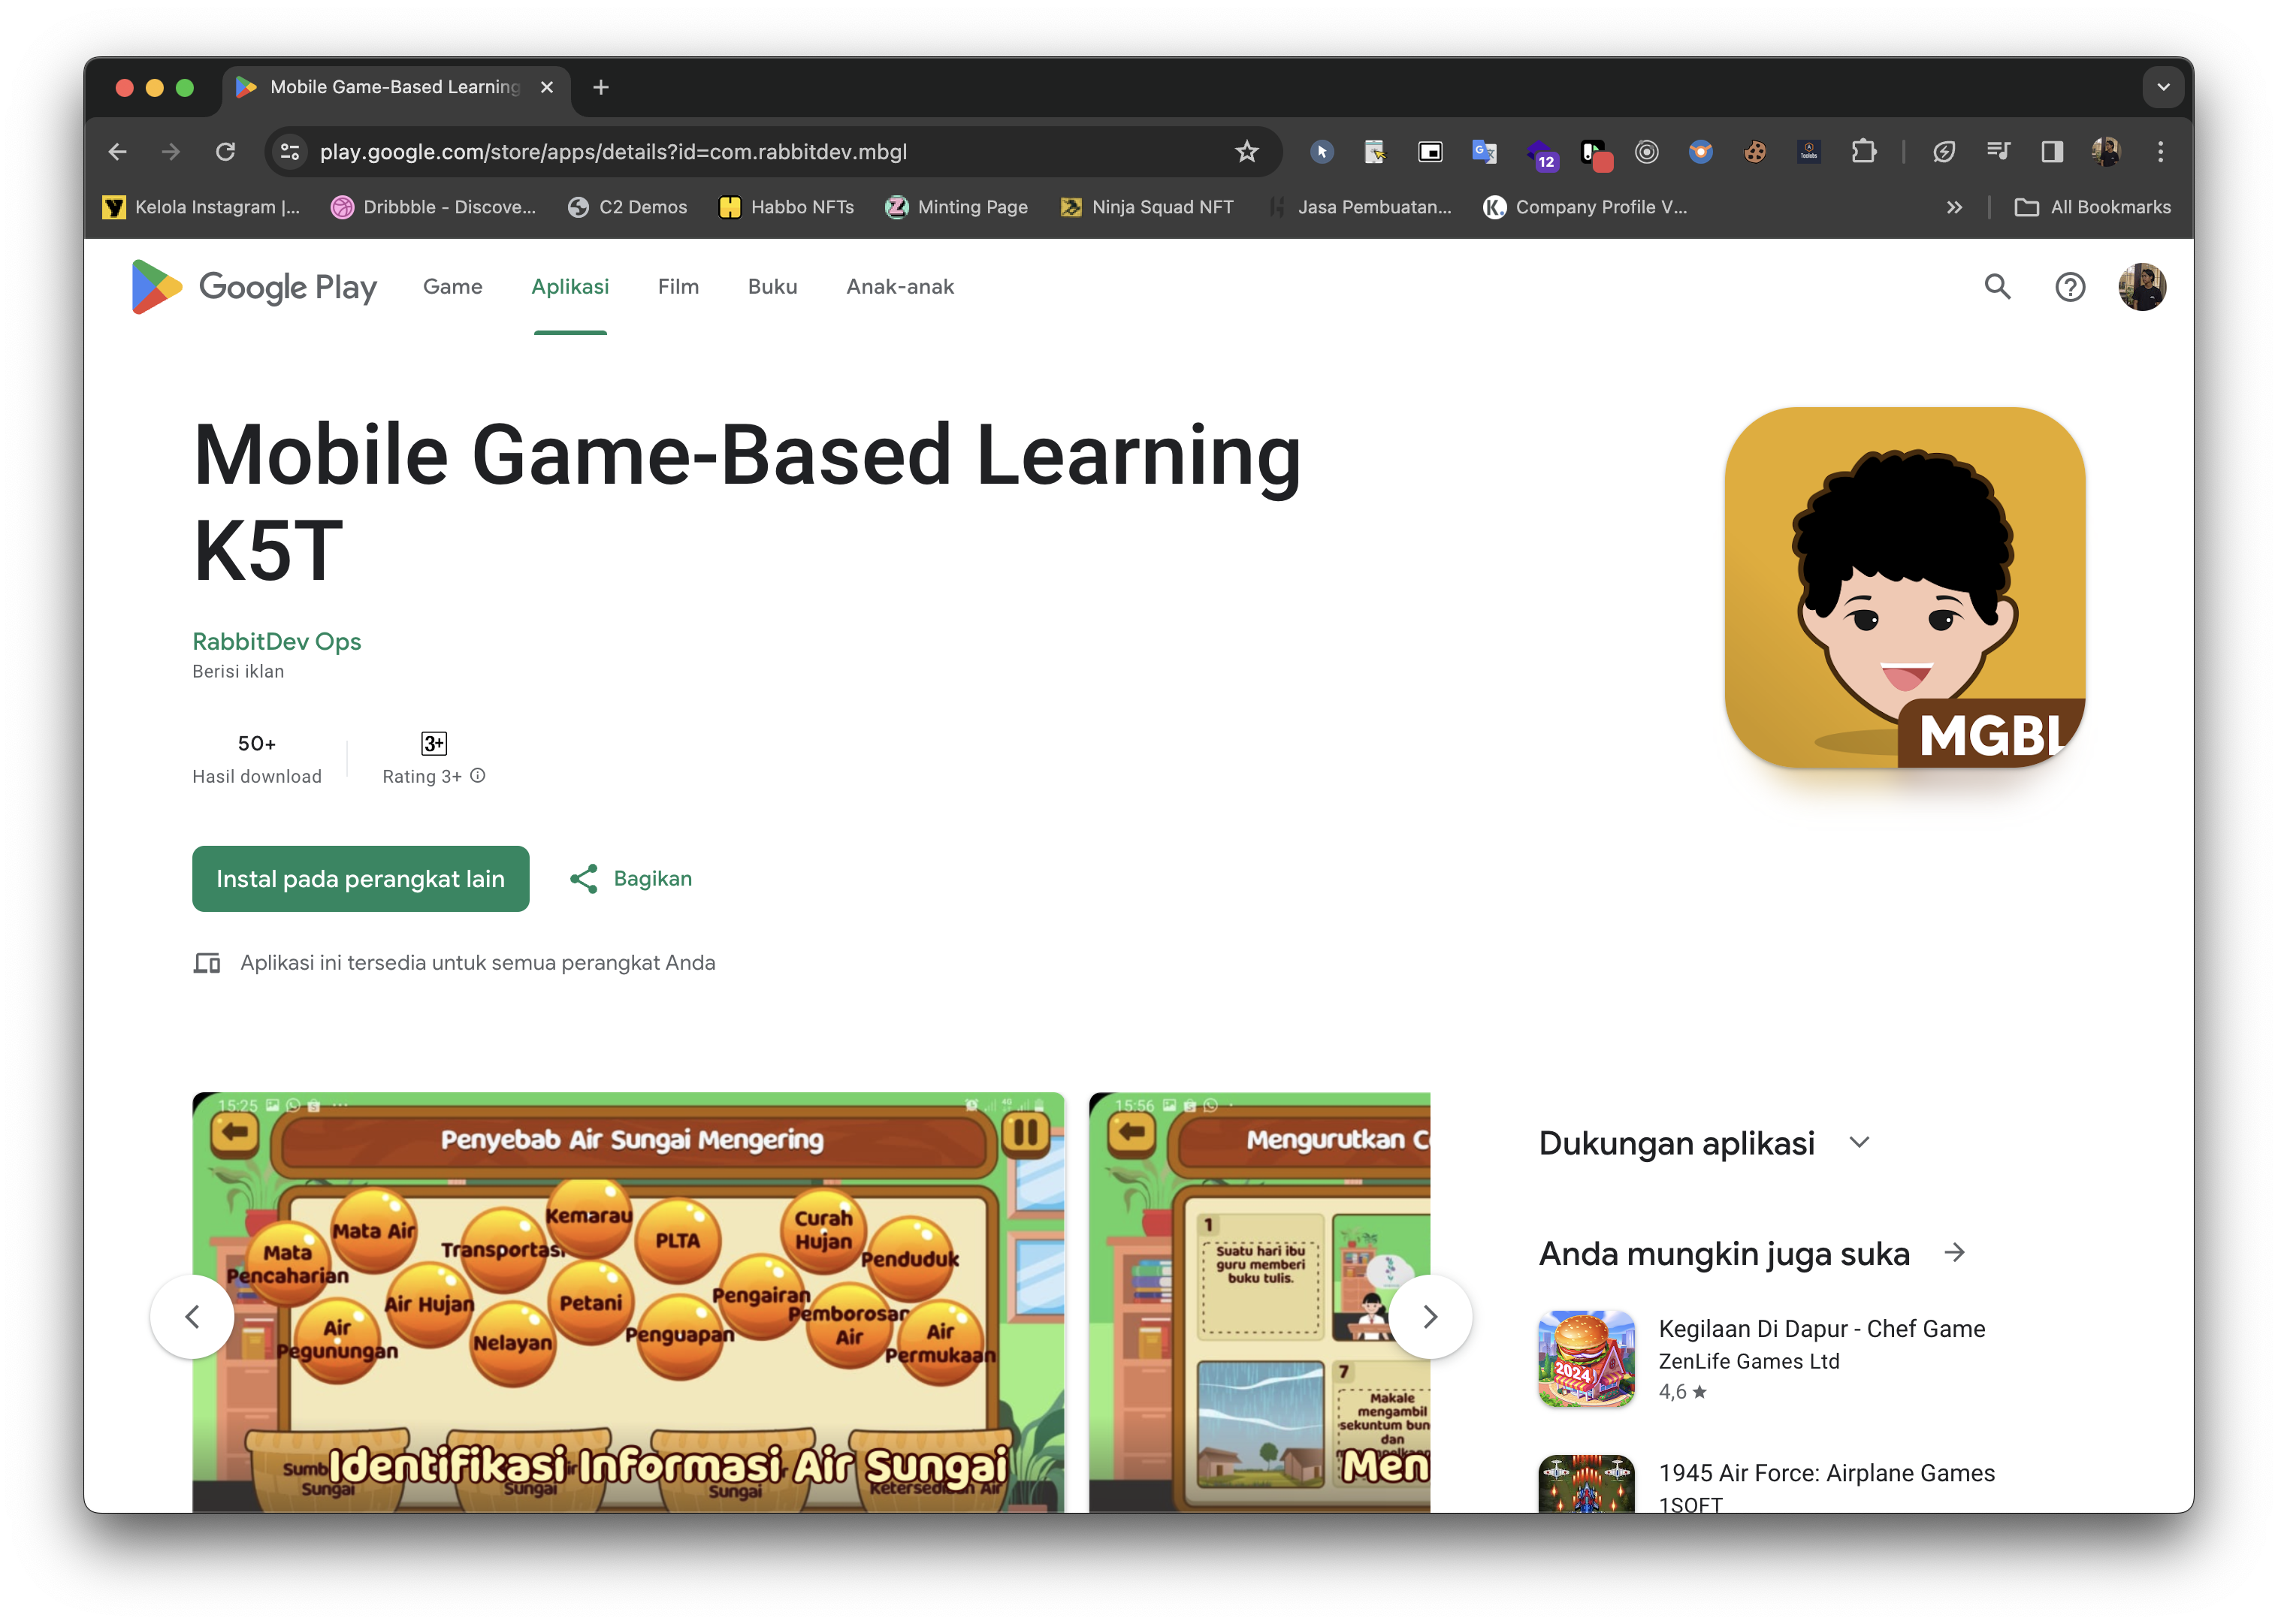 Mobile Game-Based Learning
play.google.com/store/apps/details?id=com.rabbitdev.mbgl
12
Kelola Instagram |...
Dribbble - Discove...
C2 Demos
Habbo NFTs
Minting Page
Ninja Squad NFT
Jasa Pembuatan...
Company Profile V...
All Bookmarks
Google Play
Game
Aplikasi
Film
Buku
Anak-anak
Mobile Game-Based Learning
K5T
RabbitDev Ops
Berisi iklan
50+
Hasil download
3+
Rating 3+
MGBL
Instal pada perangkat lain
Bagikan
Aplikasi ini tersedia untuk semua perangkat Anda
15:25
Penyebab Air Sungai Mengering
Mata
Pencaharian
Mata Air
Transportasi
Kemarau
PLTA
Curah
Hujan
Penduduk
Air
Pegunungan
Air Hujan
Nelayan
Petani
Penguapan
Pengairan
Pemborosan
Air
Air
Permukaan
Identifikasi Informasi Air Sungai
Sungai
Sungai
Sungai
15:56
Mengurutkan C
1
Suatu hari ibu
guru memberi
buku tulis.
7
Makale
mengambil
sekuntum bun
dan
Men
Dukungan aplikasi
Anda mungkin juga suka
2024
Kegilaan Di Dapur - Chef Game
ZenLife Games Ltd
4,6
1945 Air Force: Airplane Games
1SOFT